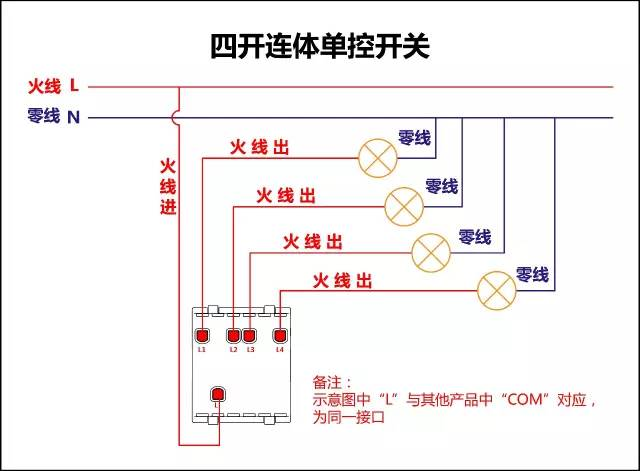 四开连体单控开关
火线 L
零线 N
火线出
零线
火线进
火线出
零线
火线出
零线
火线出
零线
L1
L2
L3
L4
L
备注：
示意图中“L”与其他产品中“COM”对应，
为同一接口